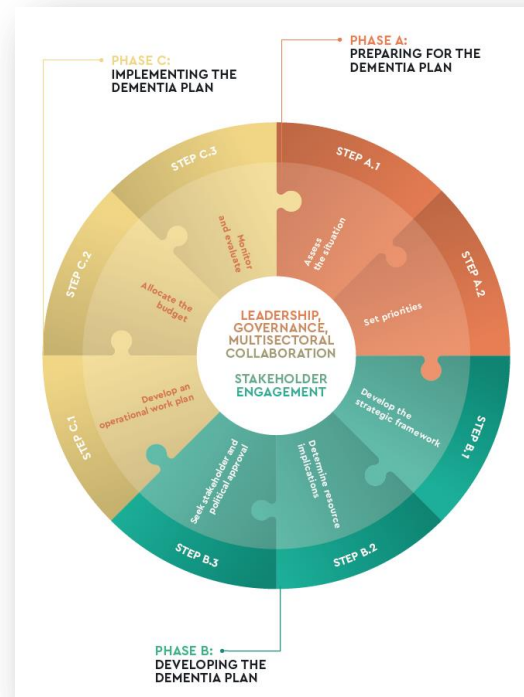 PHASE C:
IMPLEMENTING THE
DEMENTIA PLAN
PHASE A:
PREPARING FOR THE
DEMENTIA PLAN
STEP A.1
Assess
the situation
STEP A.2
Set priorities
STEP B.1
Develop the
strategic framework
STEP B.2
Determine resource
implications
STEP B.3
Seek stakeholder and
political approval
STEP C.1
Develop an
operational work plan
STEP C.2
Allocate the
budget
STEP C.3
Monitor
and evaluate
LEADERSHIP,
GOVERNANCE,
MULTISECTORAL
COLLABORATION
STAKEHOLDER
ENGAGEMENT
PHASE B:
DEVELOPING THE
DEMENTIA PLAN